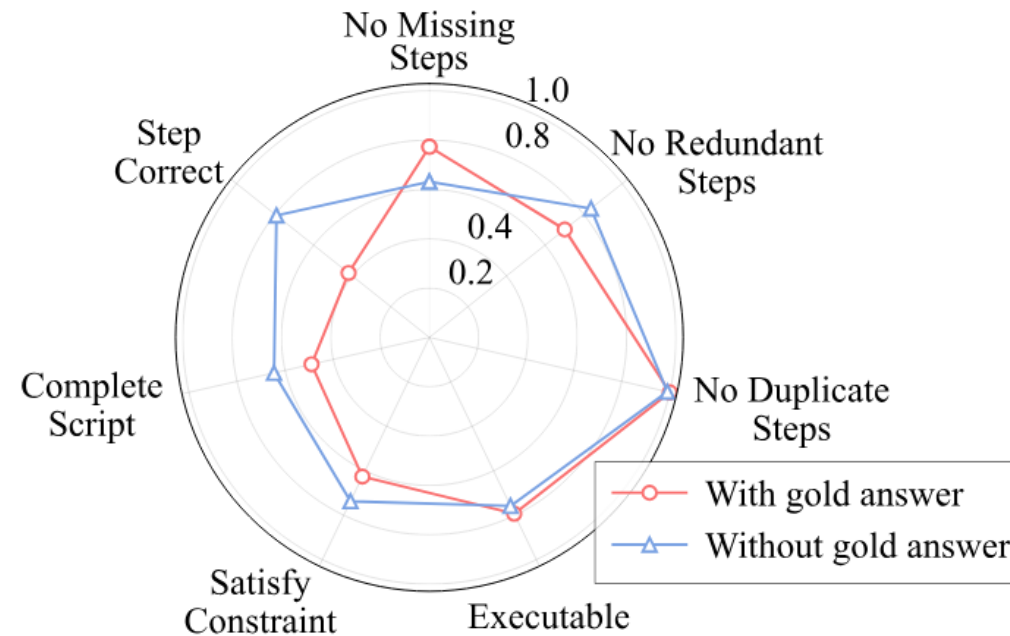 No Missing
Steps
1.0
0.8
No Redundant
Steps
Step
Correct
0.4
0.2
Complete
Script
No Duplicate
Steps
With gold answer
Without gold answer
Satisfy
Constraint
Executable